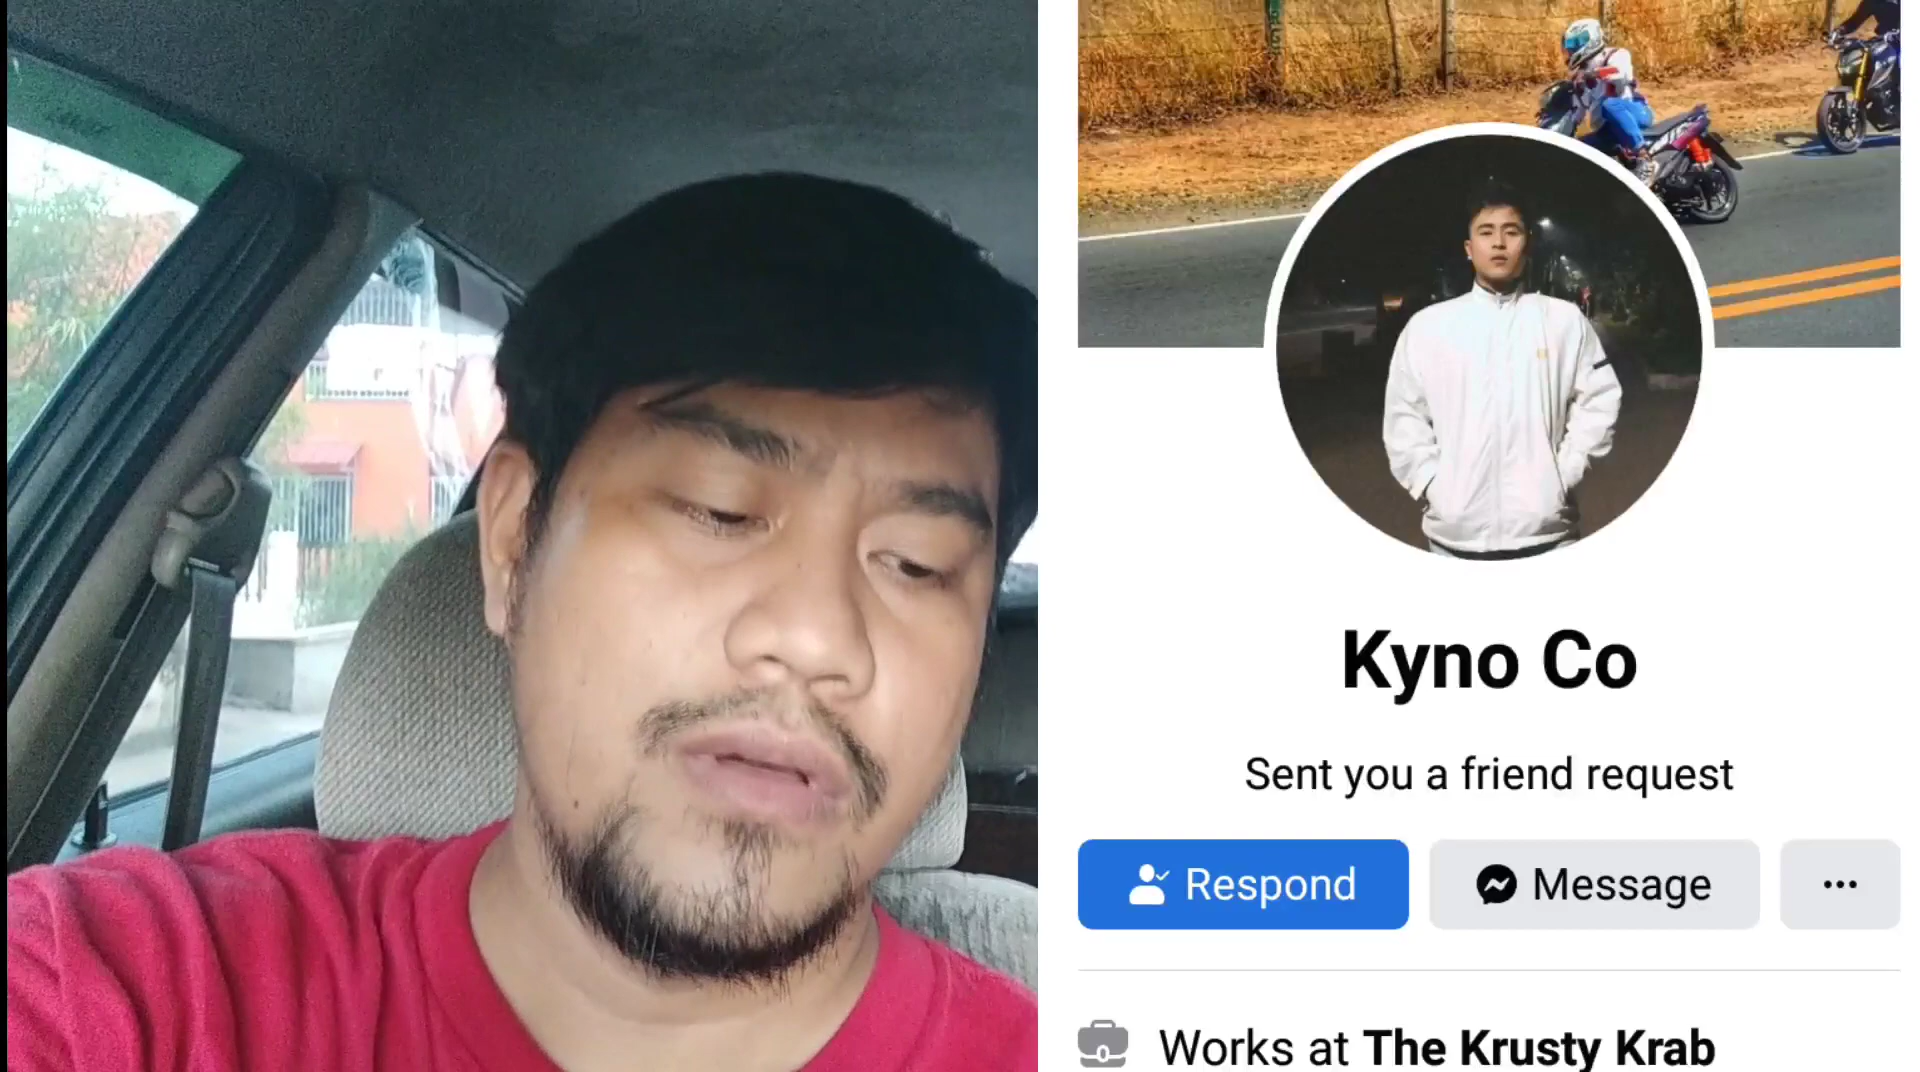 Kyno Co
Sent you a friend request
Respond
Message
Works at The Krusty Krab